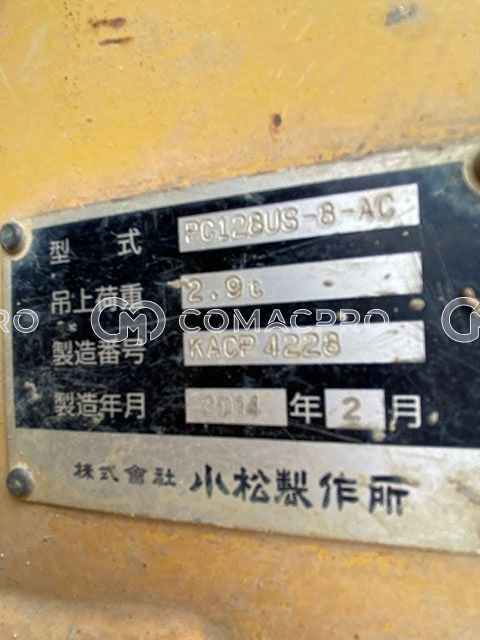 型式 PC128US-8-AC
吊上荷重 2.9t
製造番号 KACP 4228
製造年月 2014 年 2 月
株式會社 小松製作所
PRO COMACPRO